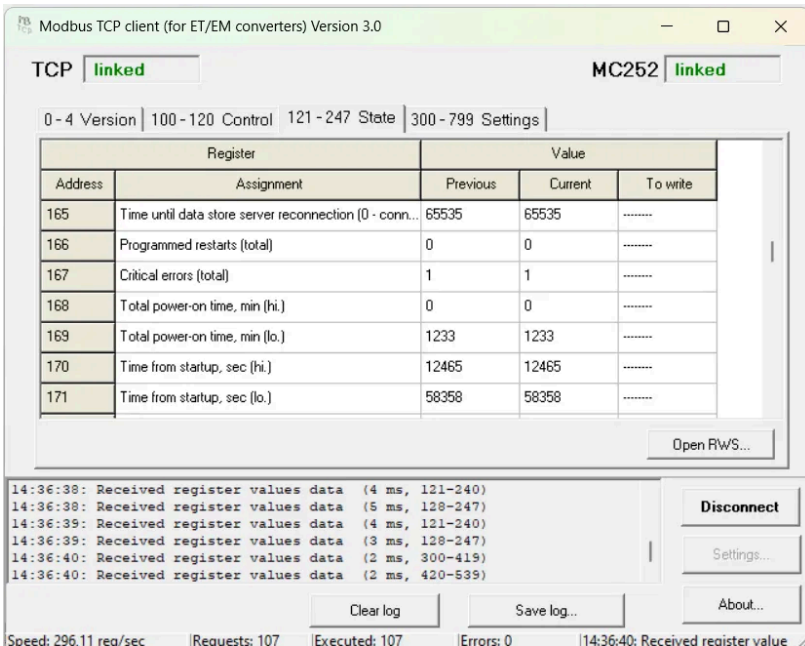 Modbus TCP client (for ET/EM converters) Version 3.0
TCP linked MC252 linked
0 - 4 Version 100 - 120 Control 121 - 247 State 300 - 799 Settings
Register Value
Address Assignment Previous Current To write
165 Time until data store server reconnection (0 - conn... 65535 65535 --------
166 Programmed restarts (total) 0 0 --------
167 Critical errors (total) 1 1 --------
168 Total power-on time, min (hi.) 0 0 --------
169 Total power-on time, min (lo.) 1233 1233 --------
170 Time from startup, sec (hi.) 12465 12465 --------
171 Time from startup, sec (lo.) 58358 58358 --------
Open RWS...
14:36:38: Received register values data (4 ms, 121-240)
14:36:38: Received register values data (5 ms, 128-247)
14:36:39: Received register values data (4 ms, 121-240)
14:36:39: Received register values data (3 ms, 128-247)
14:36:40: Received register values data (2 ms, 300-419)
14:36:40: Received register values data (2 ms, 420-539)
Disconnect
Settings...
About...
Clear log Save log...
Speed: 296.11 reg/sec Requests: 107 Executed: 107 Errors: 0 14:36:40: Received register value